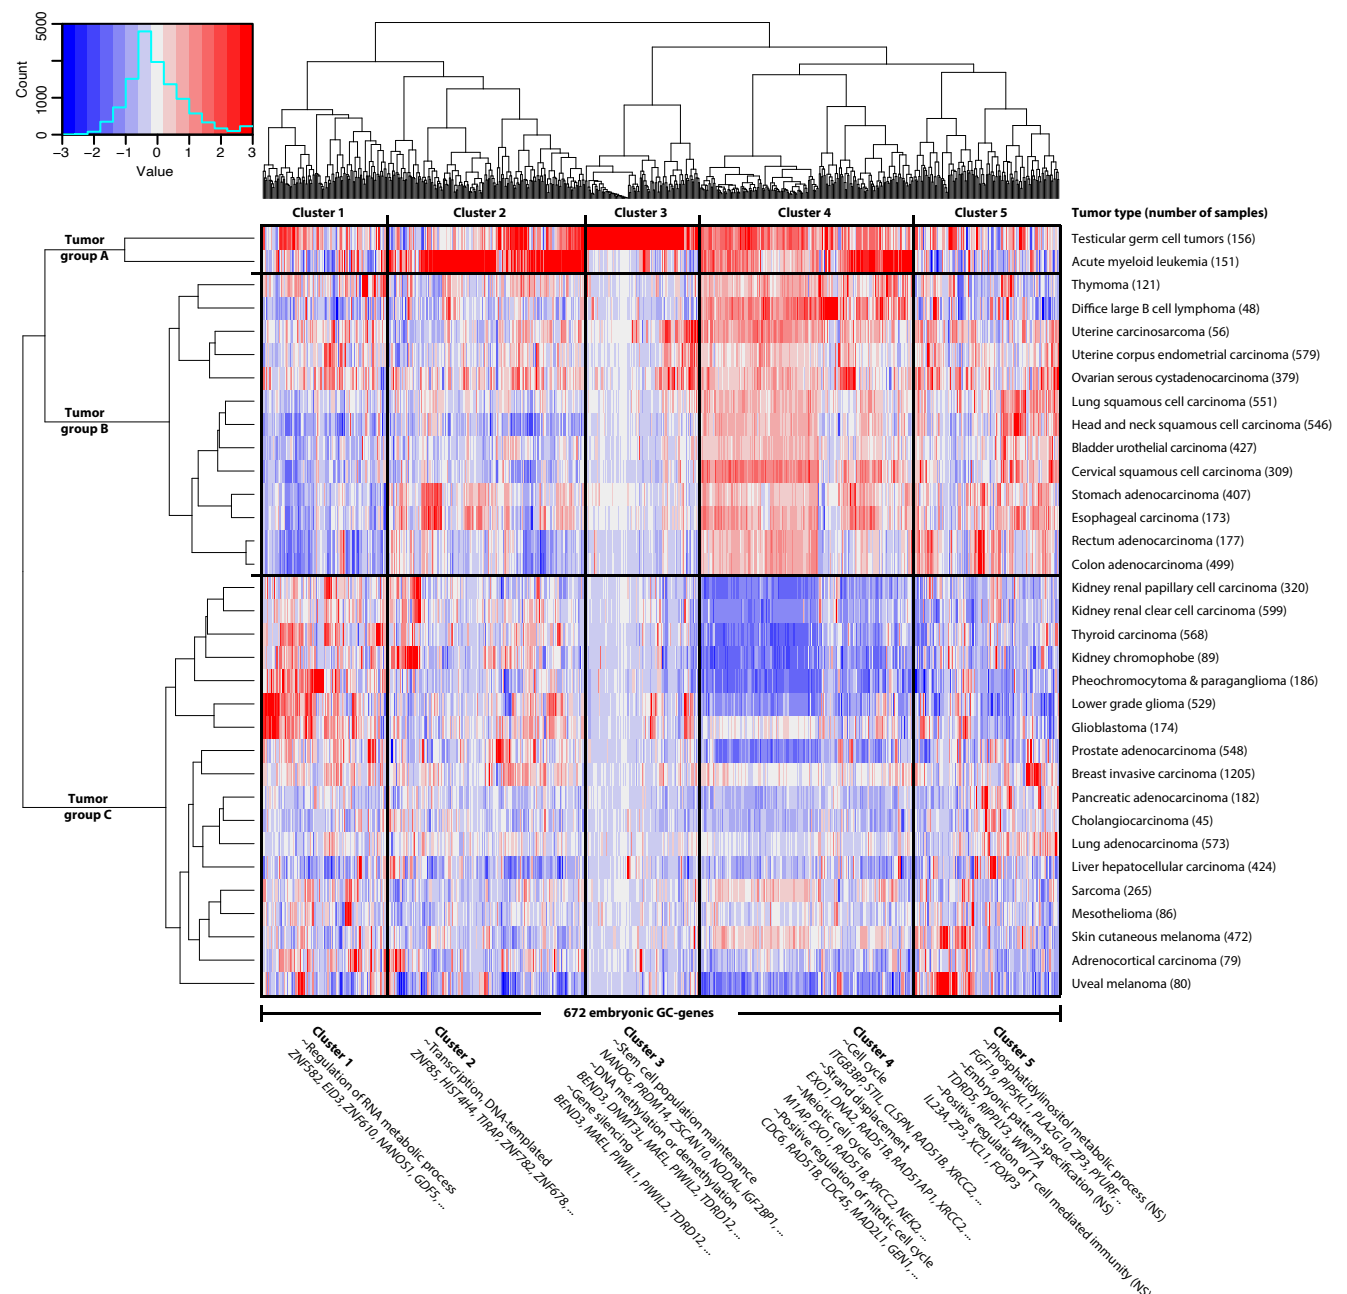 5000
1000
0
Count
−3 −2 −1 0 1 2 3
Value
Cluster 1 Cluster 2 Cluster 3 Cluster 4 Cluster 5 Tumor type (number of samples)
Tumor
group A
Tumor
group B
Tumor
group C
Testicular germ cell tumors (156)
Acute myeloid leukemia (151)
Thymoma (121)
Diffice large B cell lymphoma (48)
Uterine carcinosarcoma (56)
Uterine corpus endometrial carcinoma (579)
Ovarian serous cystadenocarcinoma (379)
Lung squamous cell carcinoma (551)
Head and neck squamous cell carcinoma (546)
Bladder urothelial carcinoma (427)
Cervical squamous cell carcinoma (309)
Stomach adenocarcinoma (407)
Esophageal carcinoma (173)
Rectum adenocarcinoma (177)
Colon adenocarcinoma (499)
Kidney renal papillary cell carcinoma (320)
Kidney renal clear cell carcinoma (599)
Thyroid carcinoma (568)
Kidney chromophobe (89)
Pheochromocytoma & paraganglioma (186)
Lower grade glioma (529)
Glioblastoma (174)
Prostate adenocarcinoma (548)
Breast invasive carcinoma (1205)
Pancreatic adenocarcinoma (182)
Cholangiocarcinoma (45)
Lung adenocarcinoma (573)
Liver hepatocellular carcinoma (424)
Sarcoma (265)
Mesothelioma (86)
Skin cutaneous melanoma (472)
Adrenocortical carcinoma (79)
Uveal melanoma (80)
672 embryonic GC-genes
Cluster 1
~Regulation of RNA metabolic process
ZNF582, EID3, ZNF610, NANOS1, GDF5, ...
Cluster 2
~Transcription, DNA-templated
ZNF85, HIST4H4, TIRAP, ZNF782, ZNF678, ...
Cluster 3
~Stem cell population maintenance
NANOG, PRDM14, ZSCAN10, NODAL, IGF2BP1, ...
~DNA methylation or demethylation
BEND3, DNMT3L, MAEL, PIWIL2, TDRD12, ...
~Gene silencing
BEND3, MAEL, PIWIL1, PIWIL2, TDRD12, ...
Cluster 4
~Cell cycle
ITGB3BP, STIL, CLSPN, RAD51B, XRCC2, ...
~Strand displacement
EXO1, DNA2, RAD51B, RAD51AP1, XRCC2, ...
~Meiotic cell cycle
M1AP, EXO1, RAD51B, XRCC2, NEK2, ...
~Positive regulation of mitotic cell cycle
CDC6, RAD51B, CDC45, MAD2L1, GEN1, ...
Cluster 5
~Phosphatidylinositol metabolic process (NS)
FGF19, PIP5KL1, PLA2G10, ZP3, PYURF, ..
~Embryonic pattern specification (NS)
TDRD5, RIPPLY3, WNT7A
~Positive regulation of T cell mediated immunity (NS)
IL23A, ZP3, XCL1, FOXP3